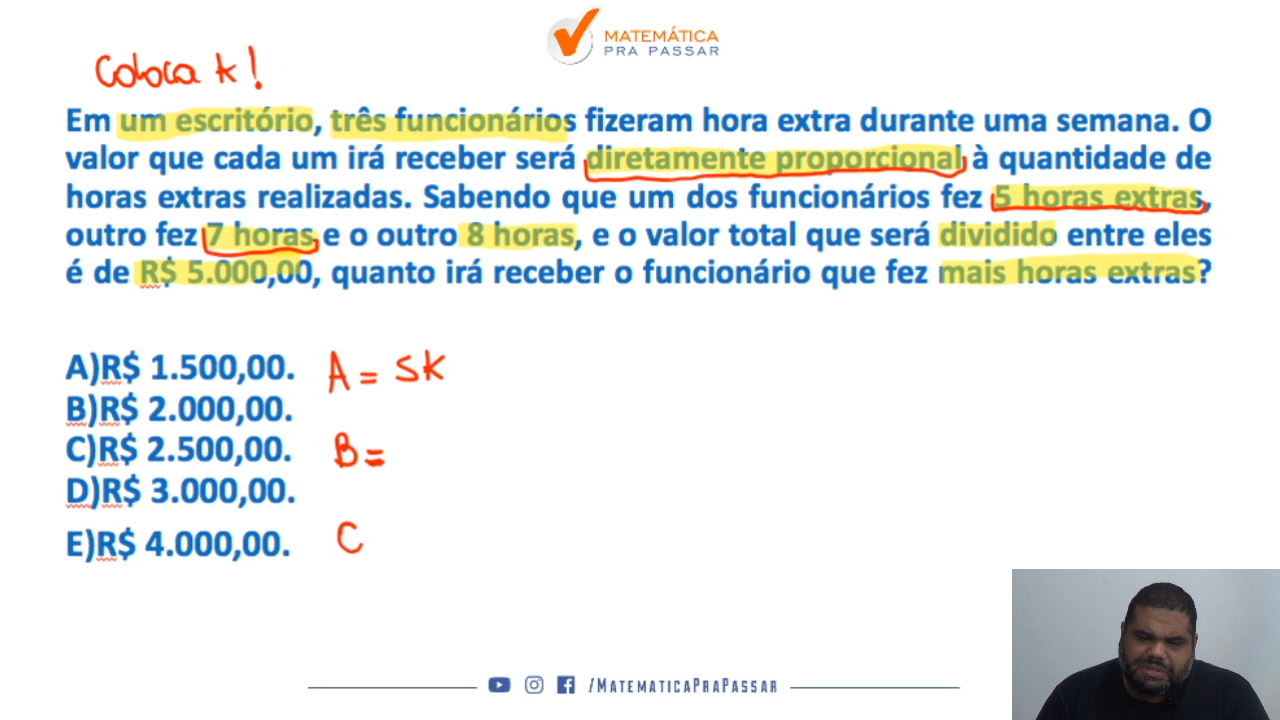 MATEMÁTICA
PRA PASSAR
Coloca k!
Em um escritório, três funcionários fizeram hora extra durante uma semana. O
valor que cada um irá receber será diretamente proporcional à quantidade de
horas extras realizadas. Sabendo que um dos funcionários fez 5 horas extras,
outro fez 7 horas e o outro 8 horas, e o valor total que será dividido entre eles
é de R$ 5.000,00, quanto irá receber o funcionário que fez mais horas extras?
A)R$ 1.500,00.
A = 5k
B)R$ 2.000,00.
C)R$ 2.500,00.
B =
D)R$ 3.000,00.
E)R$ 4.000,00.
C
/MATEMATICAPRAPASSAR